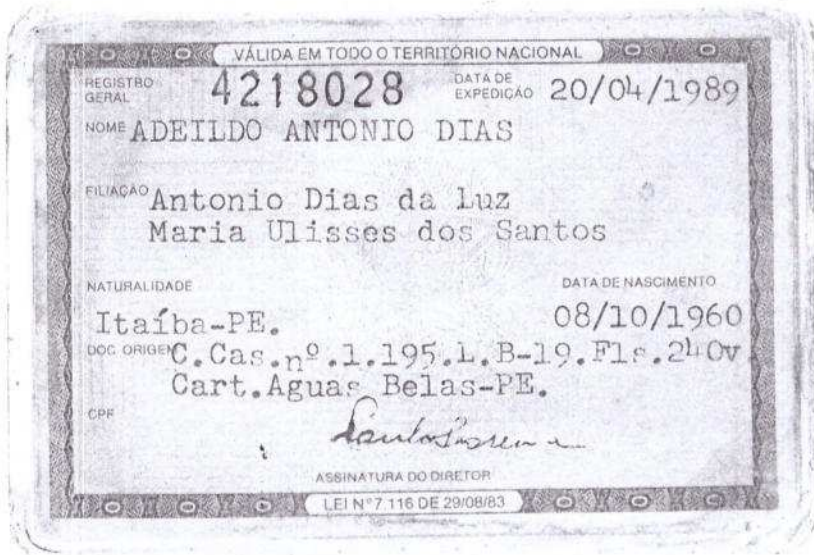 VÁLIDA EM TODO O TERRITÓRIO NACIONAL
REGISTRO GERAL 4218028 DATA DE EXPEDIÇÃO 20/04/1989
NOME ADEILDO ANTONIO DIAS
FILIAÇÃO Antonio Dias da Luz
Maria Ulisses dos Santos
NATURALIDADE DATA DE NASCIMENTO
Itaíba-PE. 08/10/1960
DOC ORIGEM C.Cas.nº.1.195.L.B-19.Fls.240v
Cart.Aguas Belas-PE.
CPF
ASSINATURA DO DIRETOR
LEI Nº 7.116 DE 29/08/83